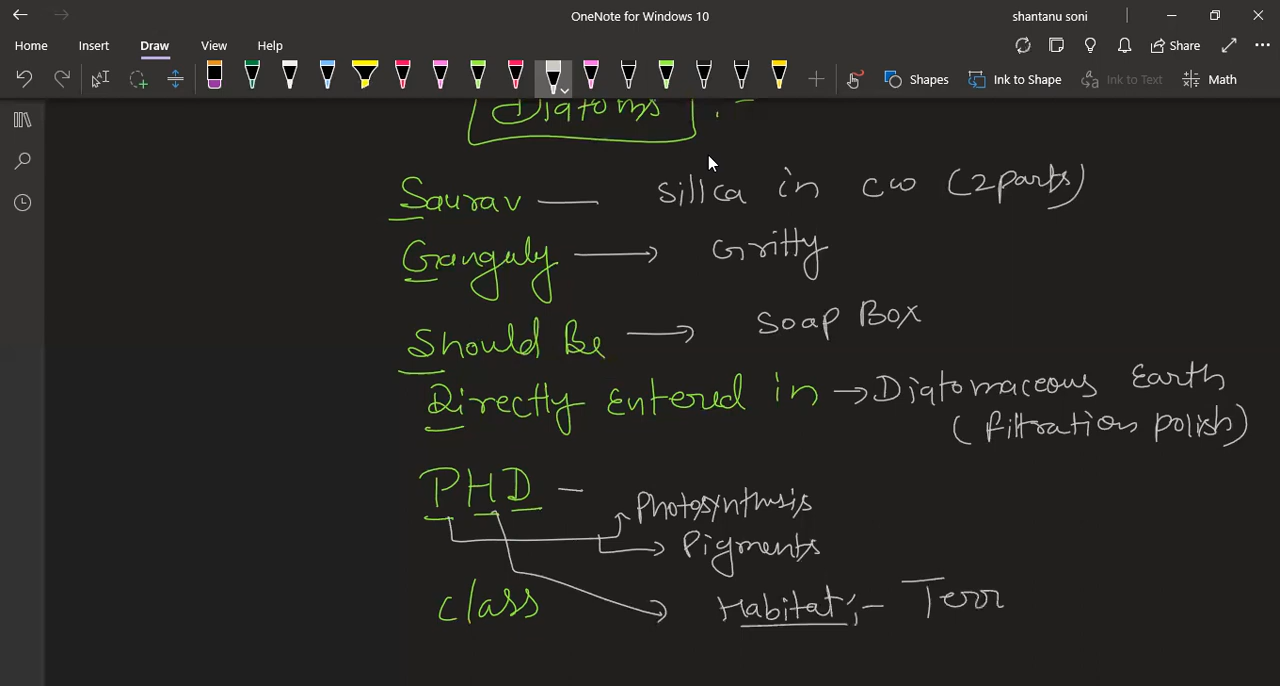 OneNote for Windows 10
shantanu soni
Home Insert Draw View Help
Share
Shapes Ink to Shape Ink to Text Math
Diatoms :-
Saurav — Silica in CW (2parts)
Ganguly → Gritty
Should Be → Soap Box
Directly Entered in → Diatomaceous Earth
(filtration polish)
PHD -
Photosynthesis
Pigments
class
Habitat :- Terr